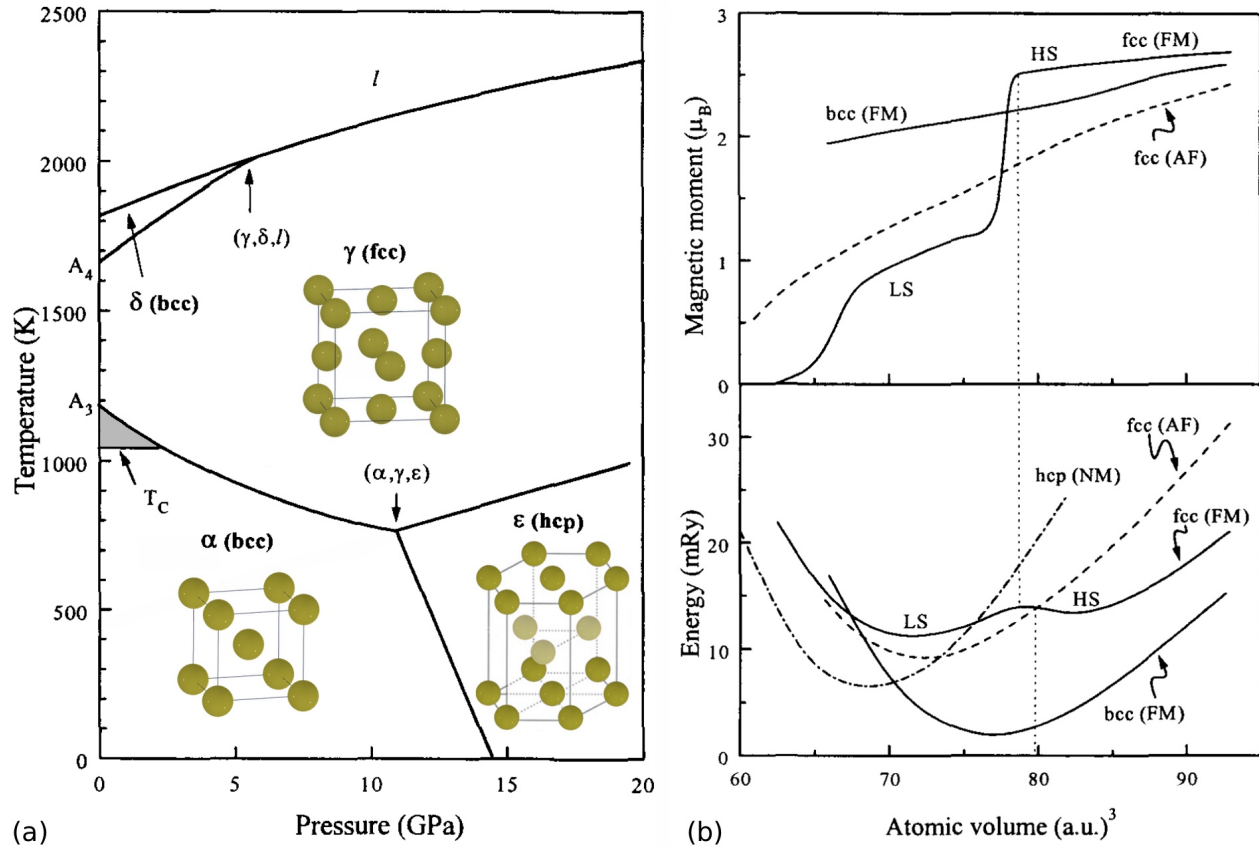 2500
2000
1500
1000
500
0
A₄
A₃
Temperature (K)
l
(γ,δ,l)
δ (bcc)
γ (fcc)
T_C
(α,γ,ε)
α (bcc)
ε (hcp)
0 5 10 15 20
Pressure (GPa)
(a)
3
2
1
0
Magnetic moment (μ_B)
HS
fcc (FM)
bcc (FM)
fcc (AF)
LS
30
20
10
0
Energy (mRy)
fcc (AF)
hcp (NM)
fcc (FM)
LS
HS
bcc (FM)
60 70 80 90
Atomic volume (a.u.)³
(b)